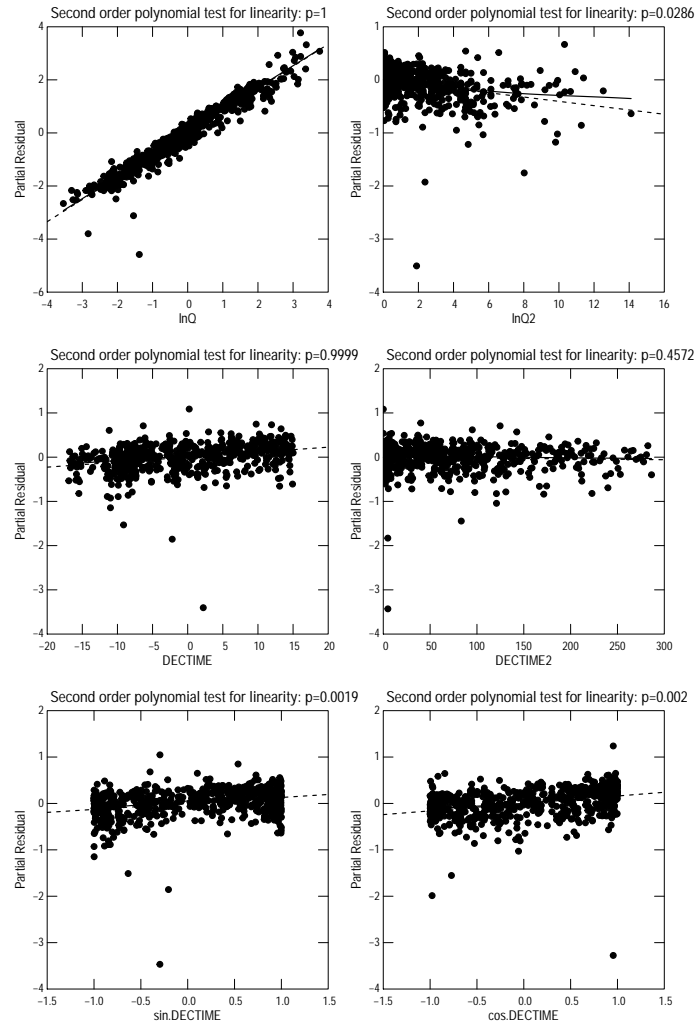 Second order polynomial test for linearity: p=1
4
2
0
−2
−4
−6
Partial Residual
−4 −3 −2 −1 0 1 2 3 4
lnQ
Second order polynomial test for linearity: p=0.0286
1
0
−1
−2
−3
−4
Partial Residual
0 2 4 6 8 10 12 14 16
lnQ2
Second order polynomial test for linearity: p=0.9999
2
1
0
−1
−2
−3
−4
Partial Residual
−20 −15 −10 −5 0 5 10 15 20
DECTIME
Second order polynomial test for linearity: p=0.4572
2
1
0
−1
−2
−3
−4
Partial Residual
0 50 100 150 200 250 300
DECTIME2
Second order polynomial test for linearity: p=0.0019
2
1
0
−1
−2
−3
−4
Partial Residual
−1.5 −1.0 −0.5 0.0 0.5 1.0 1.5
sin.DECTIME
Second order polynomial test for linearity: p=0.002
2
1
0
−1
−2
−3
−4
Partial Residual
−1.5 −1.0 −0.5 0.0 0.5 1.0 1.5
cos.DECTIME